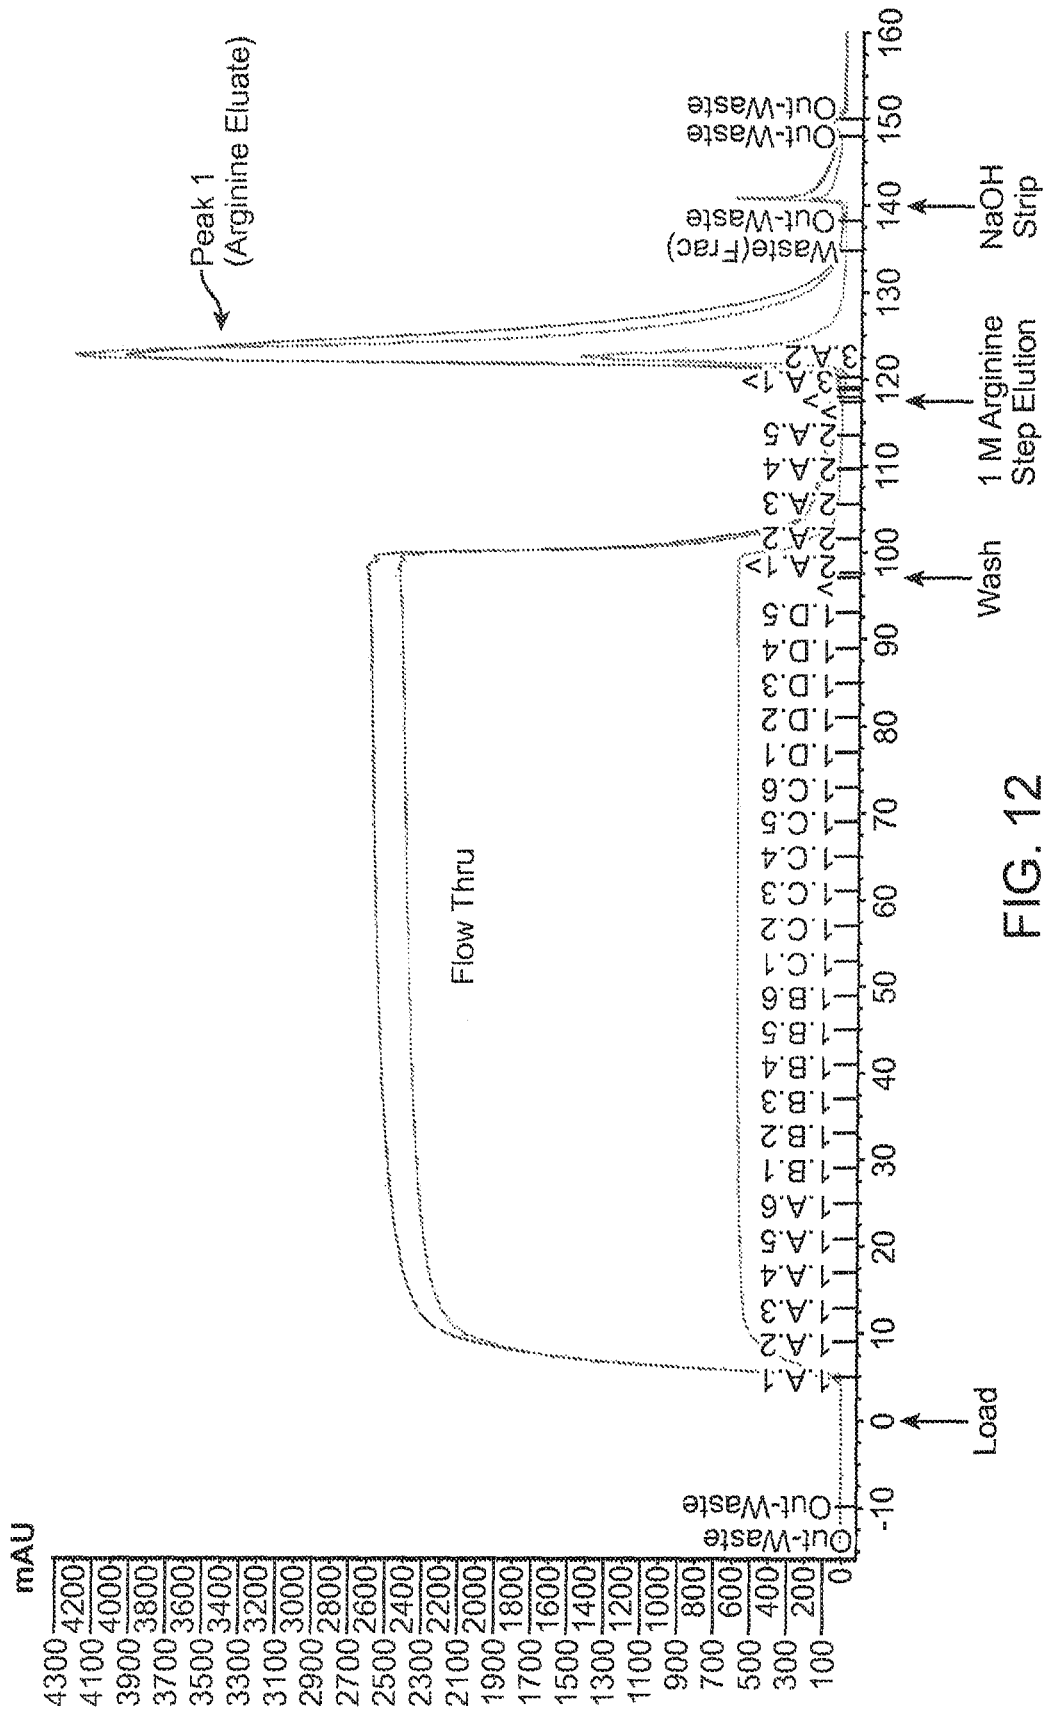 mAU
4300
4200
4100
4000
3900
3800
3700
3600
3500
3400
3300
3200
3100
3000
2900
2800
2700
2600
2500
2400
2300
2200
2100
2000
1900
1800
1700
1600
1500
1400
1300
1200
1100
1000
900
800
700
600
500
400
300
200
100
0
Peak 1
(Arginine Eluate)
Flow Thru
Out-Waste
Out-Waste
1.A.1
1.A.2
1.A.3
1.A.4
1.A.5
1.A.6
1.B.1
1.B.2
1.B.3
1.B.4
1.B.5
1.B.6
1.C.1
1.C.2
1.C.3
1.C.4
1.C.5
1.C.6
1.D.1
1.D.2
1.D.3
1.D.4
1.D.5
>
2.A.1>
2.A.2
2.A.3
2.A.4
2.A.5
>
>
3.A.1>
3.A.2
Waste(Frac)
Out-Waste
Out-Waste
Out-Waste
-10
0
10
20
30
40
50
60
70
80
90
100
110
120
130
140
150
160
Load
Wash
1 M Arginine
Step Elution
NaOH
Strip
FIG. 12